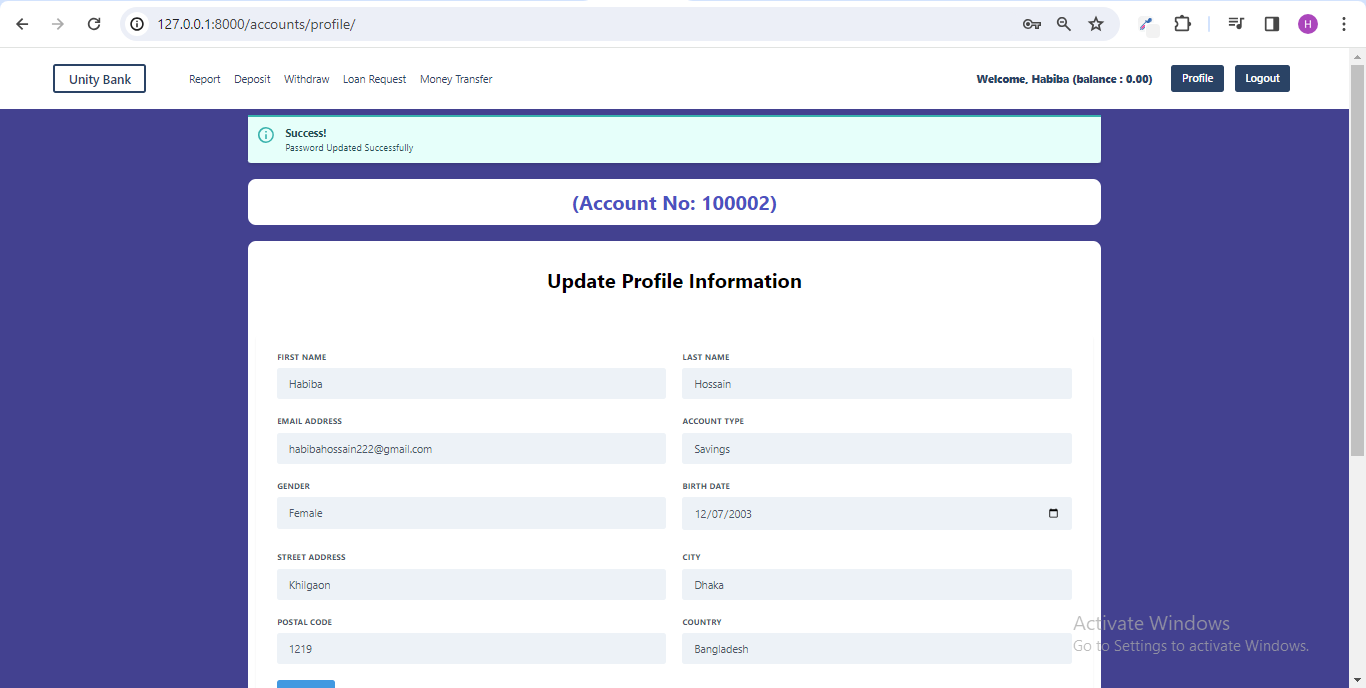 127.0.0.1:8000/accounts/profile/
H
Unity Bank Report Deposit Withdraw Loan Request Money Transfer Welcome, Habiba (balance : 0.00) Profile Logout
Success!
Password Updated Successfully
(Account No: 100002)
Update Profile Information
FIRST NAME LAST NAME
Habiba Hossain
EMAIL ADDRESS ACCOUNT TYPE
habibahossain222@gmail.com Savings
GENDER BIRTH DATE
Female 12/07/2003
STREET ADDRESS CITY
Khilgaon Dhaka
POSTAL CODE COUNTRY
1219 Bangladesh
Activate Windows
Go to Settings to activate Windows.